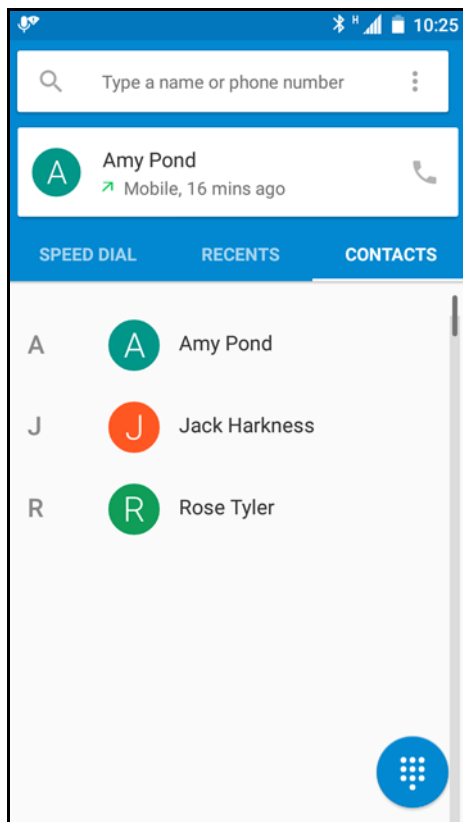 H 10:25
Type a name or phone number
A Amy Pond
Mobile, 16 mins ago
SPEED DIAL RECENTS CONTACTS
A A Amy Pond
J J Jack Harkness
R R Rose Tyler